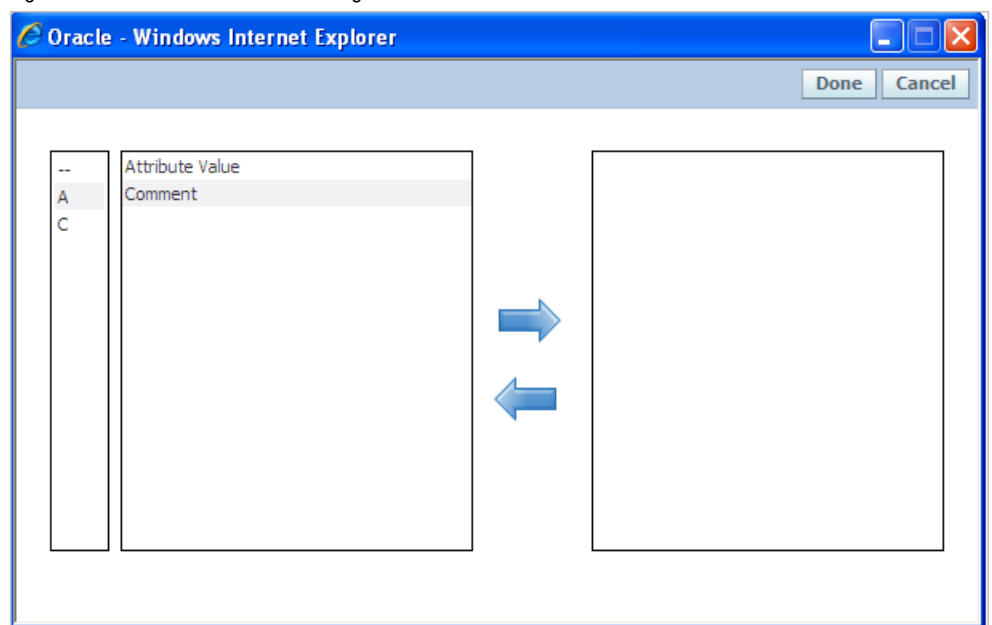 Oracle - Windows Internet Explorer
Done Cancel
-- Attribute Value
A Comment
C